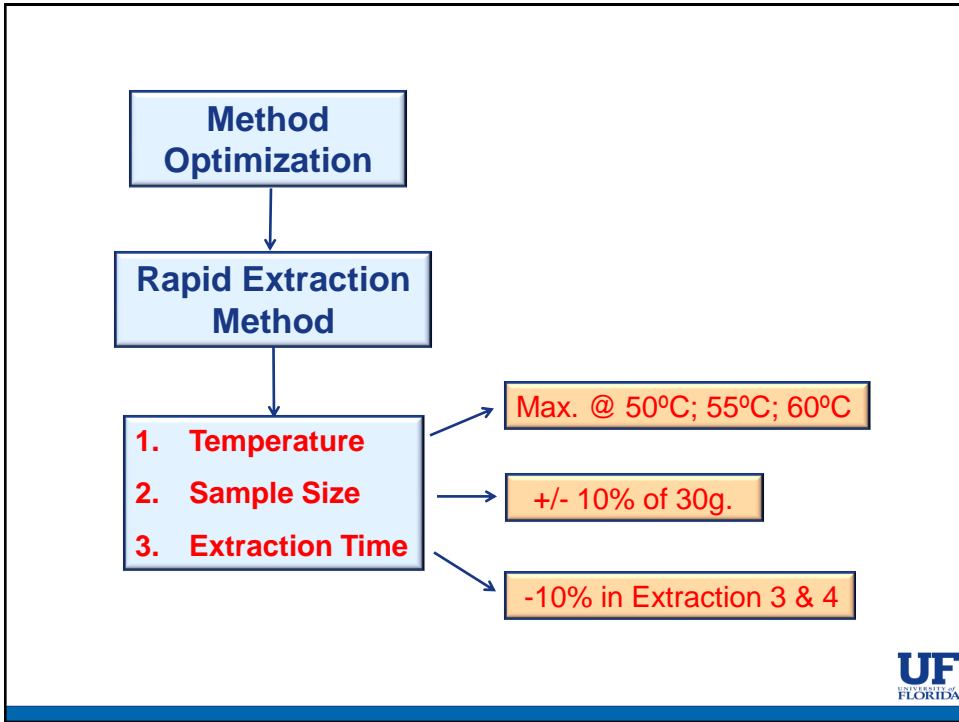 Method
Optimization
Rapid Extraction
Method
1. Temperature
2. Sample Size
3. Extraction Time
Max. @ 50ºC; 55ºC; 60ºC
+/- 10% of 30g.
-10% in Extraction 3 & 4
UF
UNIVERSITY of
FLORIDA